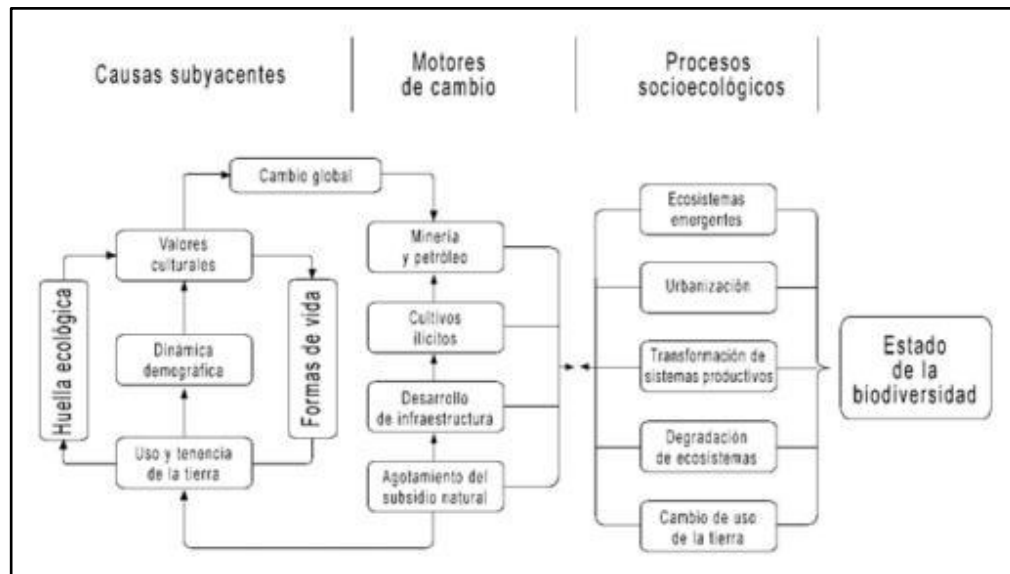 Causas subyacentes
Motores
de cambio
Procesos
socioecológicos
Cambio global
Valores
culturales
Huella ecológica
Formas de vida
Dinámica
demográfica
Uso y tenencia
de la tierra
Minería
y petróleo
Cultivos
ilícitos
Desarrollo
de infraestructura
Agotamiento del
subsidio natural
Ecosistemas
emergentes
Urbanización
Transformación de
sistemas productivos
Degradación
de ecosistemas
Cambio de uso
de la tierra
Estado
de la
biodiversidad